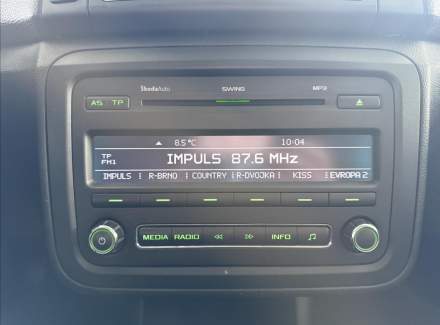 ŠkodaAuto SWING MP3
AS TP
8.5 °C 10:04
TP
FM1 IMPULS 87.6 MHz
IMPULS R-BRNO COUNTRY R-DVOJKA KISS EVROPA 2
MEDIA RADIO INFO